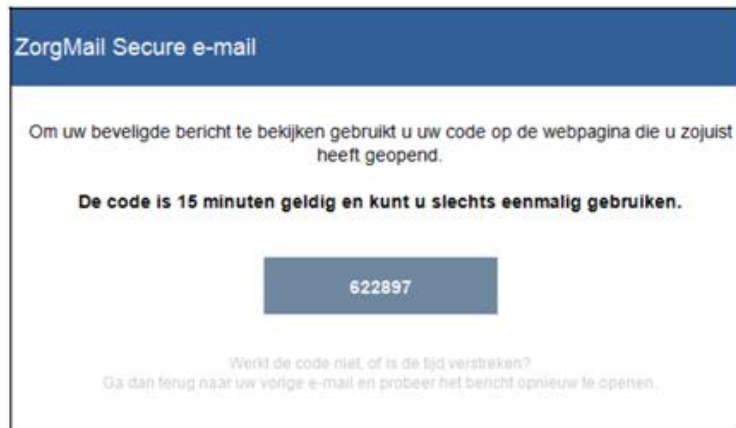 ZorgMail Secure e-mail
Om uw beveligde bericht te bekijken gebruikt u uw code op de webpagina die u zojuist
heeft geopend.
De code is 15 minuten geldig en kunt u slechts eenmalig gebruiken.
622897
Werkt de code niet, of is de tijd verstreken?
Ga dan terug naar uw vorige e-mail en probeer het bericht opnieuw te openen.